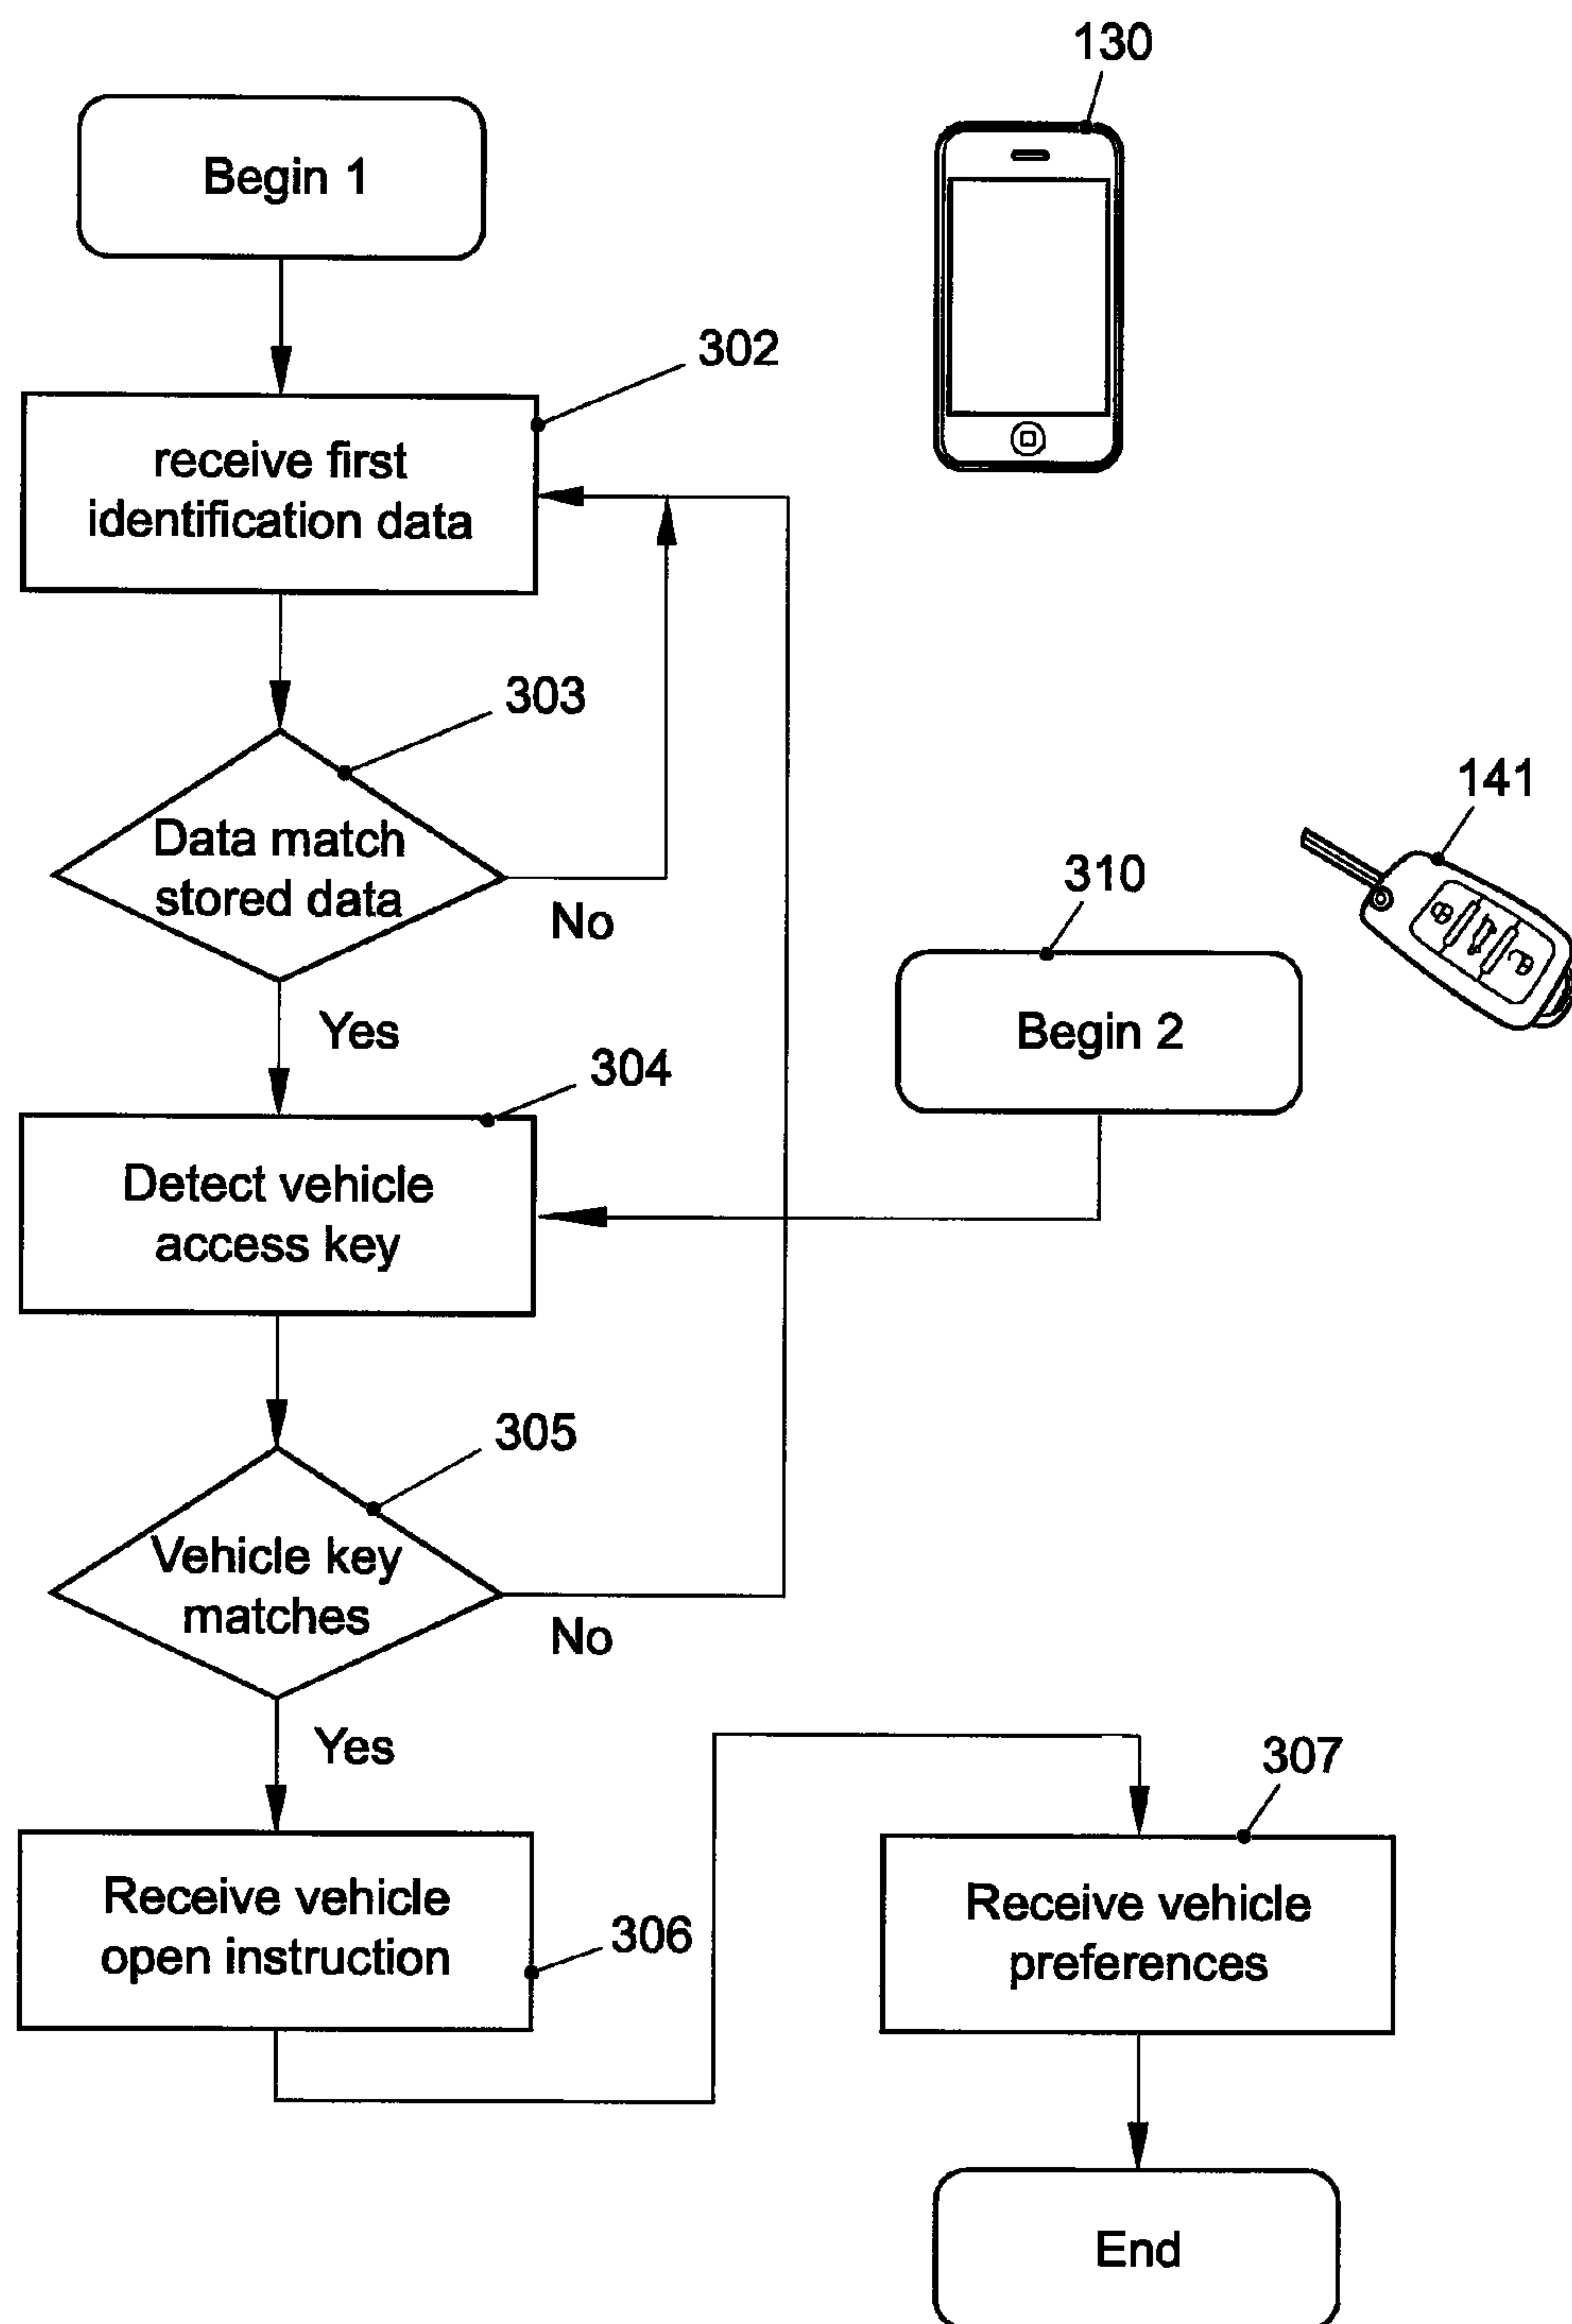 130
Begin 1
302
receive first
identification data
303
Data match
stored data
No
Yes
141
310
Begin 2
304
Detect vehicle
access key
305
Vehicle key
matches
No
Yes
307
Receive vehicle
open instruction
306
Receive vehicle
preferences
End